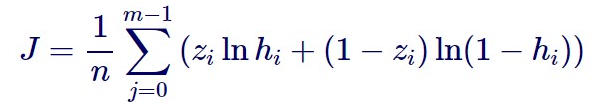 J = \frac{1}{n} \sum_{j=0}^{m-1} (z_i \ln h_i + (1 - z_i) \ln(1 - h_i))